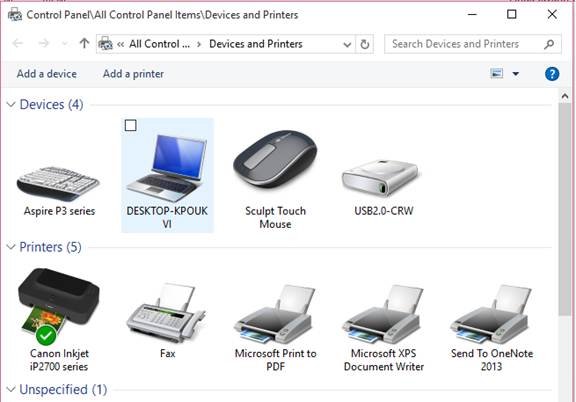 Control Panel\All Control Panel Items\Devices and Printers
« All Control ... > Devices and Printers
Search Devices and Printers
Add a device
Add a printer
Devices (4)
Aspire P3 series
DESKTOP-KPOUK
VI
Sculpt Touch
Mouse
USB2.0-CRW
Printers (5)
Canon Inkjet
iP2700 series
Fax
Microsoft Print to
PDF
Microsoft XPS
Document Writer
Send To OneNote
2013
Unspecified (1)